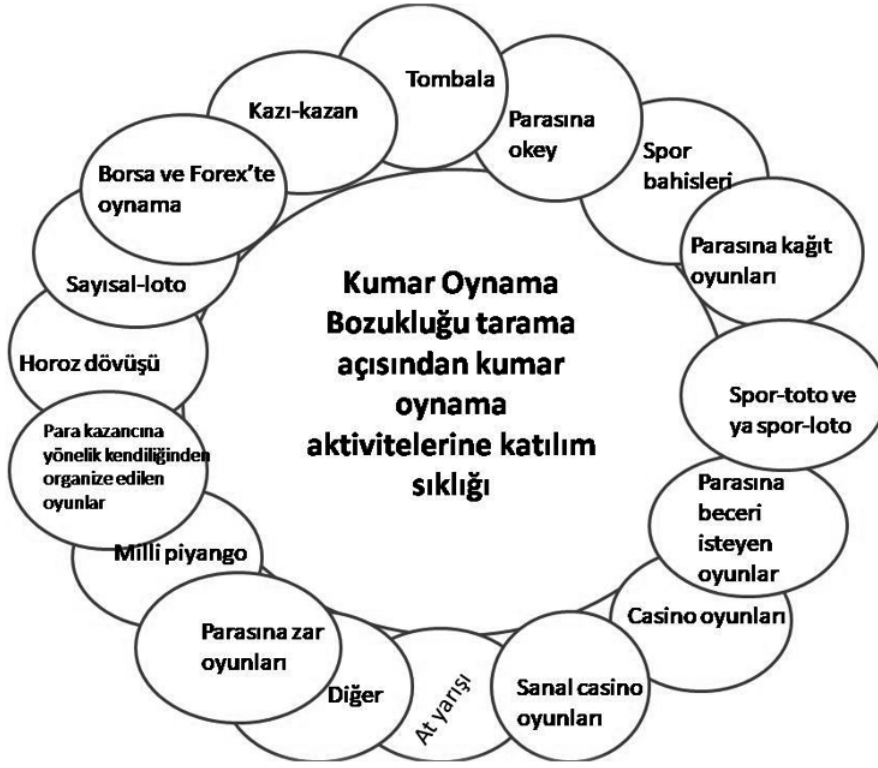 Kumar Oynama
Bozukluğu tarama
açısından kumar
oynama
aktivitelerine katılım
sıklığı
Tombala
Parasına
okey
Spor
bahisleri
Parasına kağıt
oyunları
Spor-toto ve
ya spor-loto
Parasına
beceri
isteyen
oyunlar
Casino oyunları
Sanal casino
oyunları
At yarışı
Diğer
Parasına zar
oyunları
Milli piyango
Para kazancına
yönelik kendiliğinden
organize edilen
oyunlar
Horoz dövüşü
Sayısal-loto
Borsa ve Forex’te
oynama
Kazı-kazan